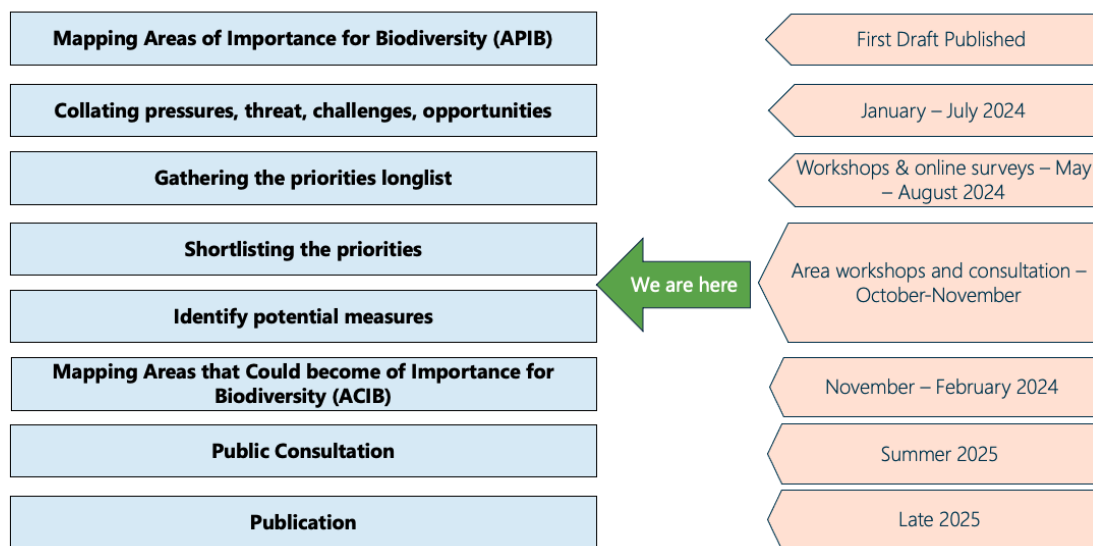 Mapping Areas of Importance for Biodiversity (APIB)
First Draft Published
Collating pressures, threat, challenges, opportunities
January – July 2024
Gathering the priorities longlist
Workshops & online surveys – May
– August 2024
Shortlisting the priorities
We are here
Area workshops and consultation –
October-November
Identify potential measures
Mapping Areas that Could become of Importance for
Biodiversity (ACIB)
November – February 2024
Public Consultation
Summer 2025
Publication
Late 2025